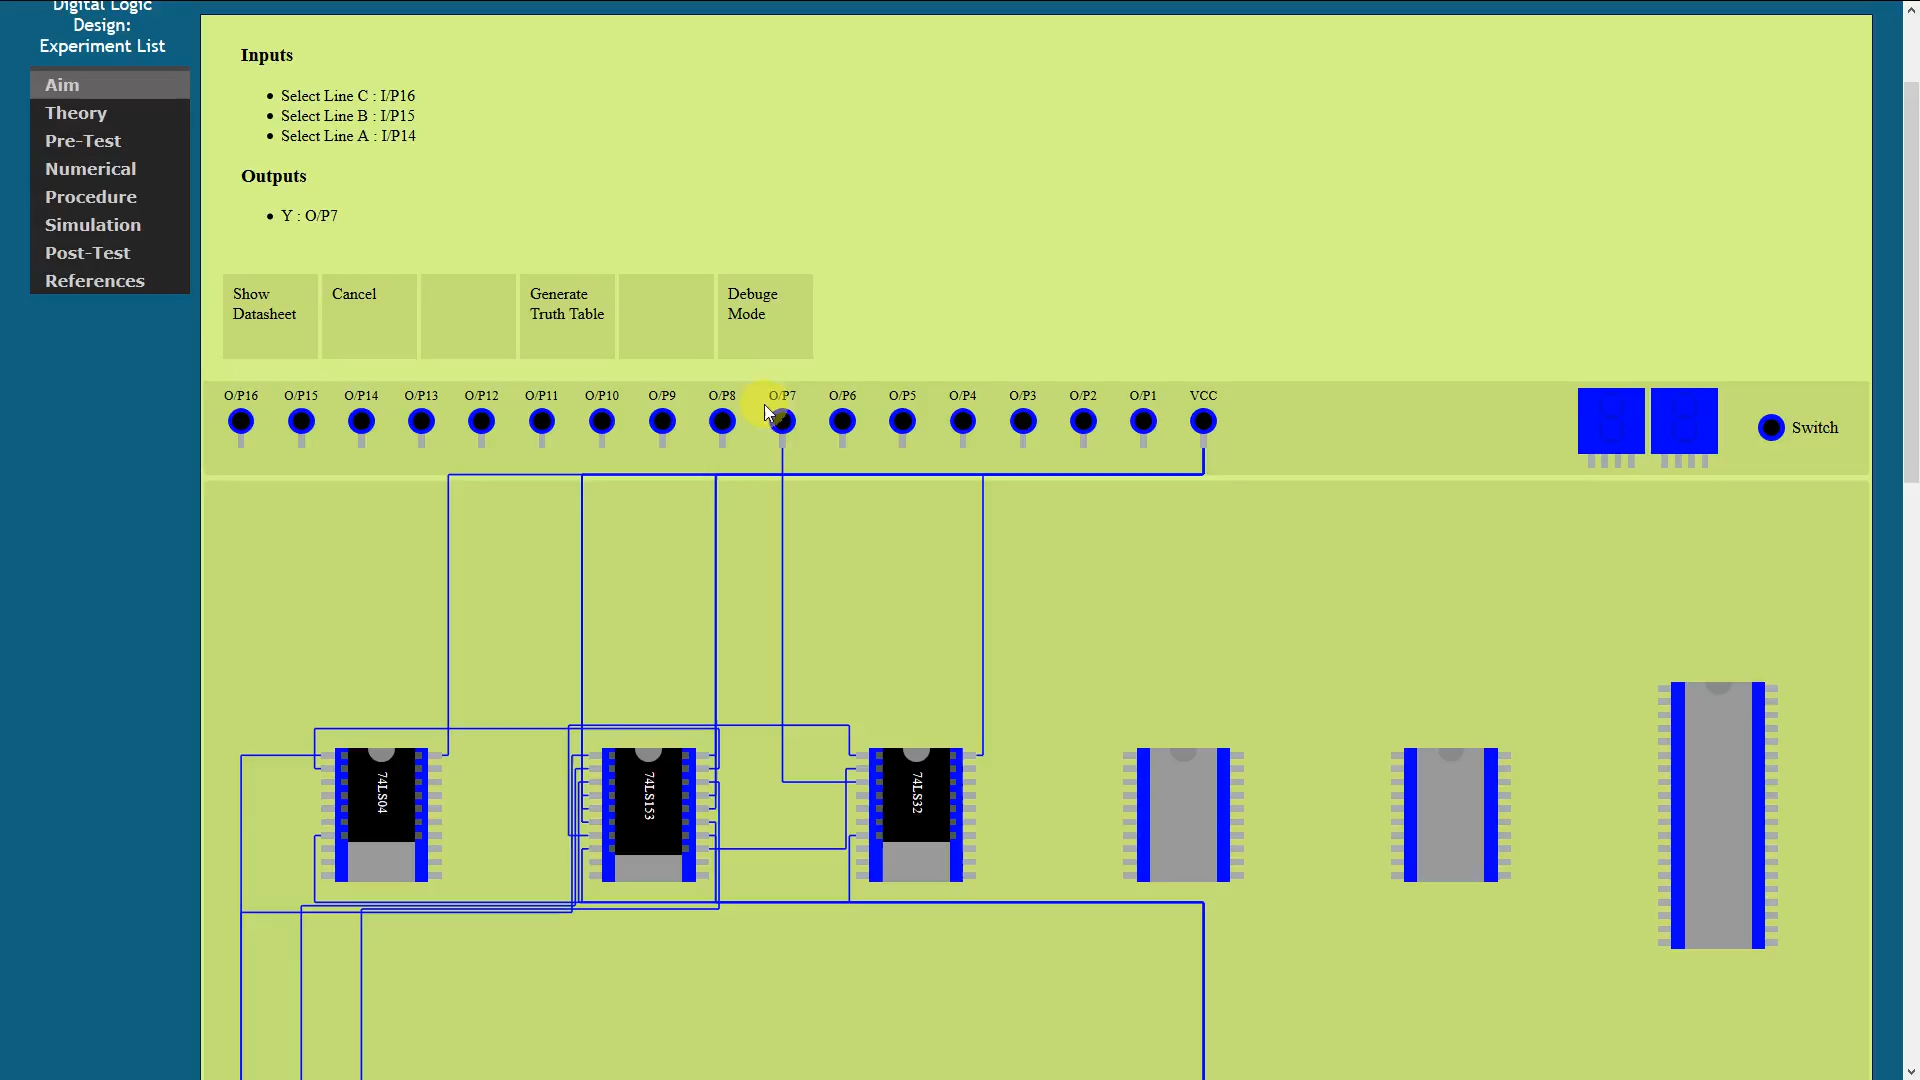 Digital Logic
Design:
Experiment List
Aim
Theory
Pre-Test
Numerical
Procedure
Simulation
Post-Test
References
Inputs
Select Line C : I/P16
Select Line B : I/P15
Select Line A : I/P14
Outputs
Y : O/P7
Show
Datasheet
Cancel
Generate
Truth Table
Debuge
Mode
O/P16 O/P15 O/P14 O/P13 O/P12 O/P11 O/P10 O/P9 O/P8 O/P7 O/P6 O/P5 O/P4 O/P3 O/P2 O/P1 VCC
Switch
74LS04
74LS153
74LS32